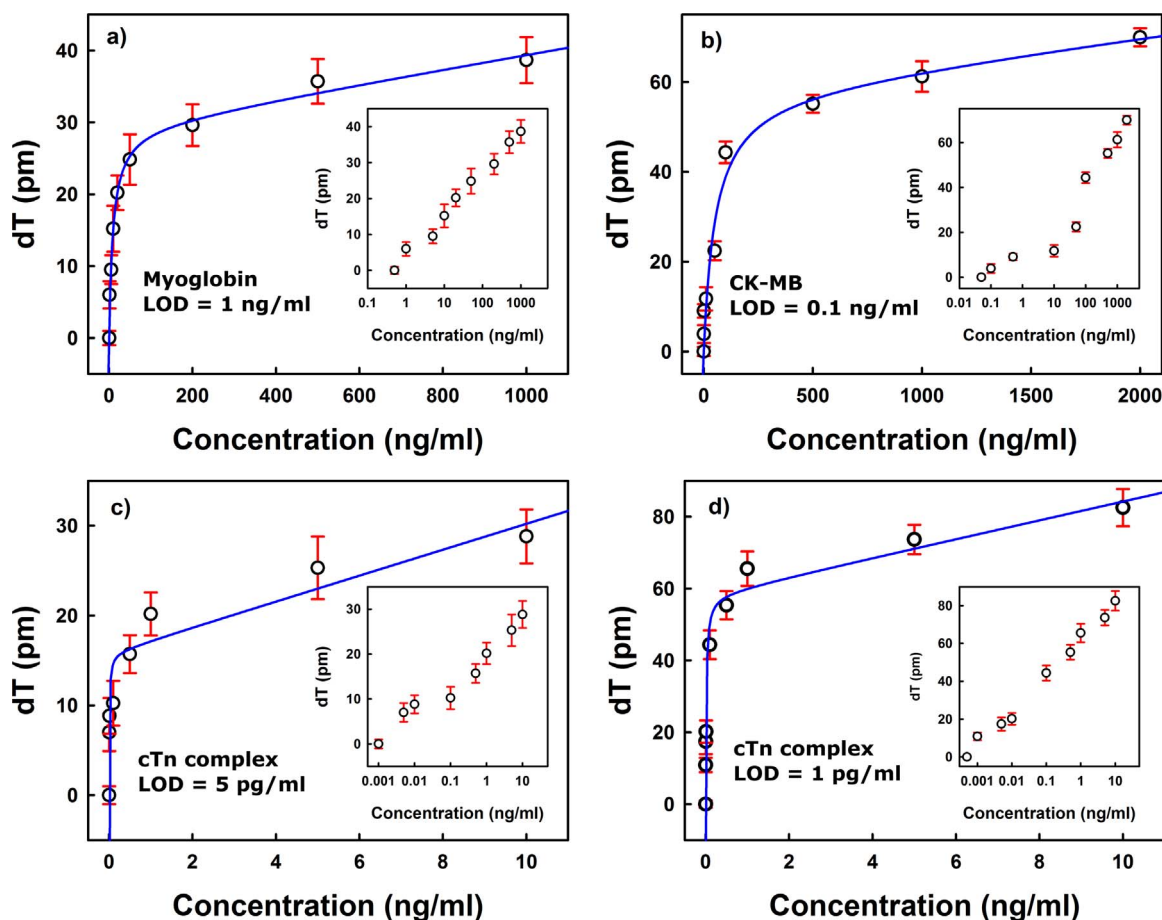 a)
40
30
20
10
0
dT (pm)
Myoglobin
LOD = 1 ng/ml
0 200 400 600 800 1000
Concentration (ng/ml)
40
30
20
10
0
dT (pm)
0.1 1 10 100 1000
Concentration (ng/ml)
b)
60
40
20
0
dT (pm)
CK-MB
LOD = 0.1 ng/ml
0 500 1000 1500 2000
Concentration (ng/ml)
60
40
20
0
dT (pm)
0.01 0.1 1 10 100 1000
Concentration (ng/ml)
c)
30
20
10
0
dT (pm)
cTn complex
LOD = 5 pg/ml
0 2 4 6 8 10
Concentration (ng/ml)
30
20
10
0
dT (pm)
0.001 0.01 0.1 1 10
Concentration (ng/ml)
d)
80
60
40
20
0
dT (pm)
cTn complex
LOD = 1 pg/ml
0 2 4 6 8 10
Concentration (ng/ml)
80
60
40
20
0
dT (pm)
0.001 0.01 0.1 1 10
Concentration (ng/ml)